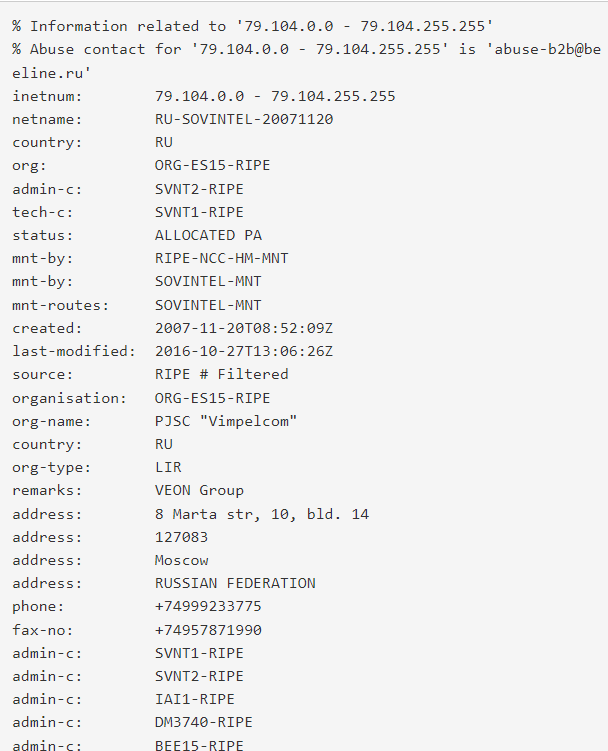 % Information related to '79.104.0.0 - 79.104.255.255'
% Abuse contact for '79.104.0.0 - 79.104.255.255' is 'abuse-b2b@be
eline.ru'
inetnum: 79.104.0.0 - 79.104.255.255
netname: RU-SOVINTEL-20071120
country: RU
org: ORG-ES15-RIPE
admin-c: SVNT2-RIPE
tech-c: SVNT1-RIPE
status: ALLOCATED PA
mnt-by: RIPE-NCC-HM-MNT
mnt-by: SOVINTEL-MNT
mnt-routes: SOVINTEL-MNT
created: 2007-11-20T08:52:09Z
last-modified: 2016-10-27T13:06:26Z
source: RIPE # Filtered
organisation: ORG-ES15-RIPE
org-name: PJSC "Vimpelcom"
country: RU
org-type: LIR
remarks: VEON Group
address: 8 Marta str, 10, bld. 14
address: 127083
address: Moscow
address: RUSSIAN FEDERATION
phone: +74999233775
fax-no: +74957871990
admin-c: SVNT1-RIPE
admin-c: SVNT2-RIPE
admin-c: IAI1-RIPE
admin-c: DM3740-RIPE
admin-c: BEE15-RIPE